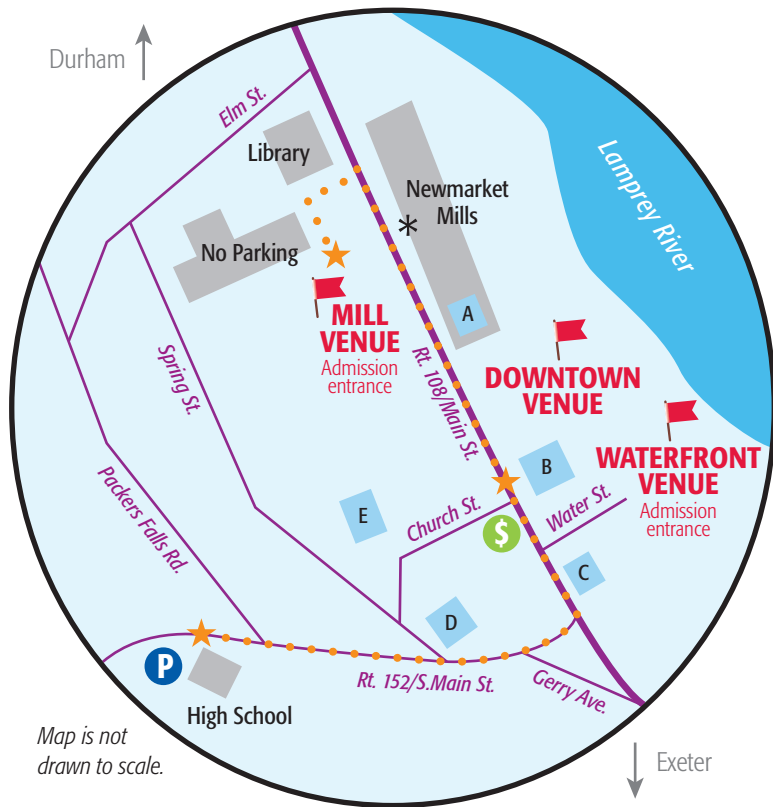 Durham
Elm St.
Library
Newmarket
Mills
*
Lamprey River
No Parking
MILL
VENUE
Admission
entrance
A
Rt. 108/Main St.
DOWNTOWN
VENUE
Spring St.
WATERFRONT
VENUE
Admission
entrance
B
Packers Falls Rd.
E
Church St.
$
Water St.
C
D
P
High School
Rt. 152/S.Main St.
Gerry Ave.
Map is not
drawn to scale.
Exeter